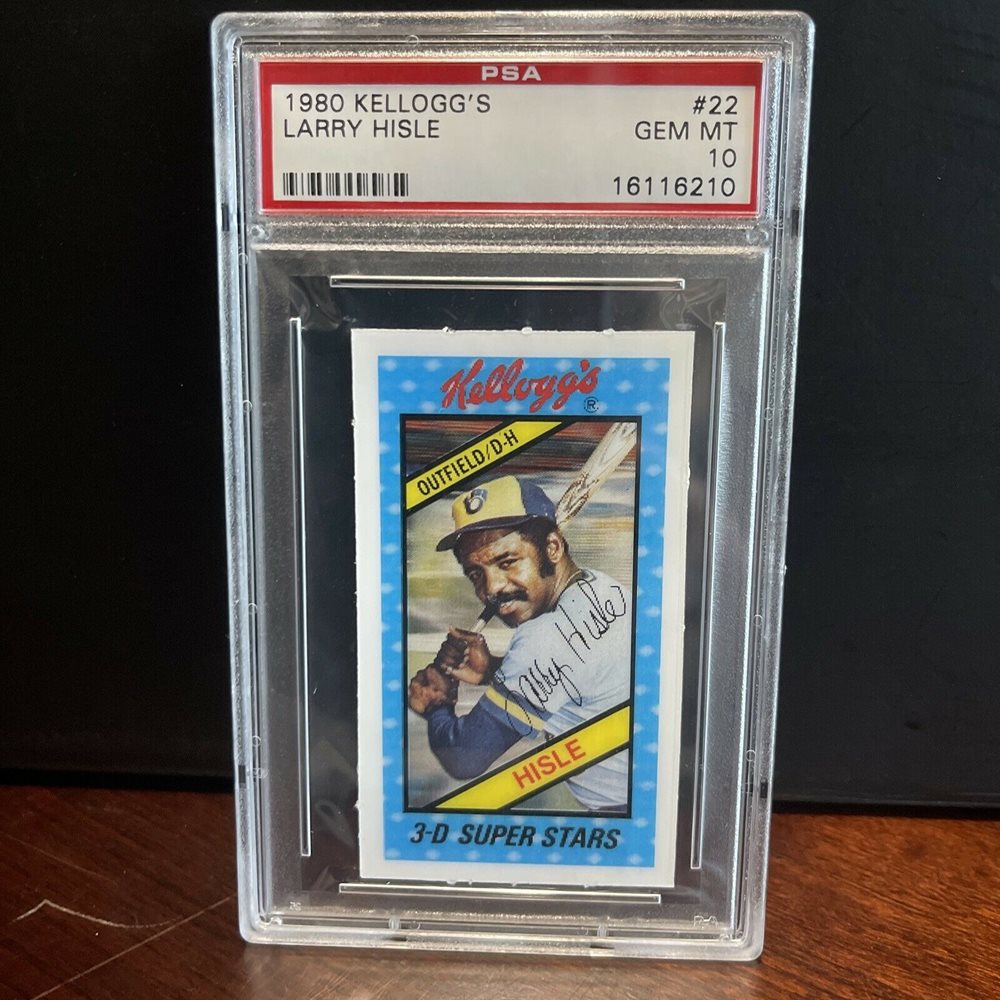 PSA
1980 KELLOGG'S #22
LARRY HISLE GEM MT
10
16116210
Kellogg's
®
OUTFIELD/D-H
B
Larry Hisle
HISLE
3-D SUPER STARS